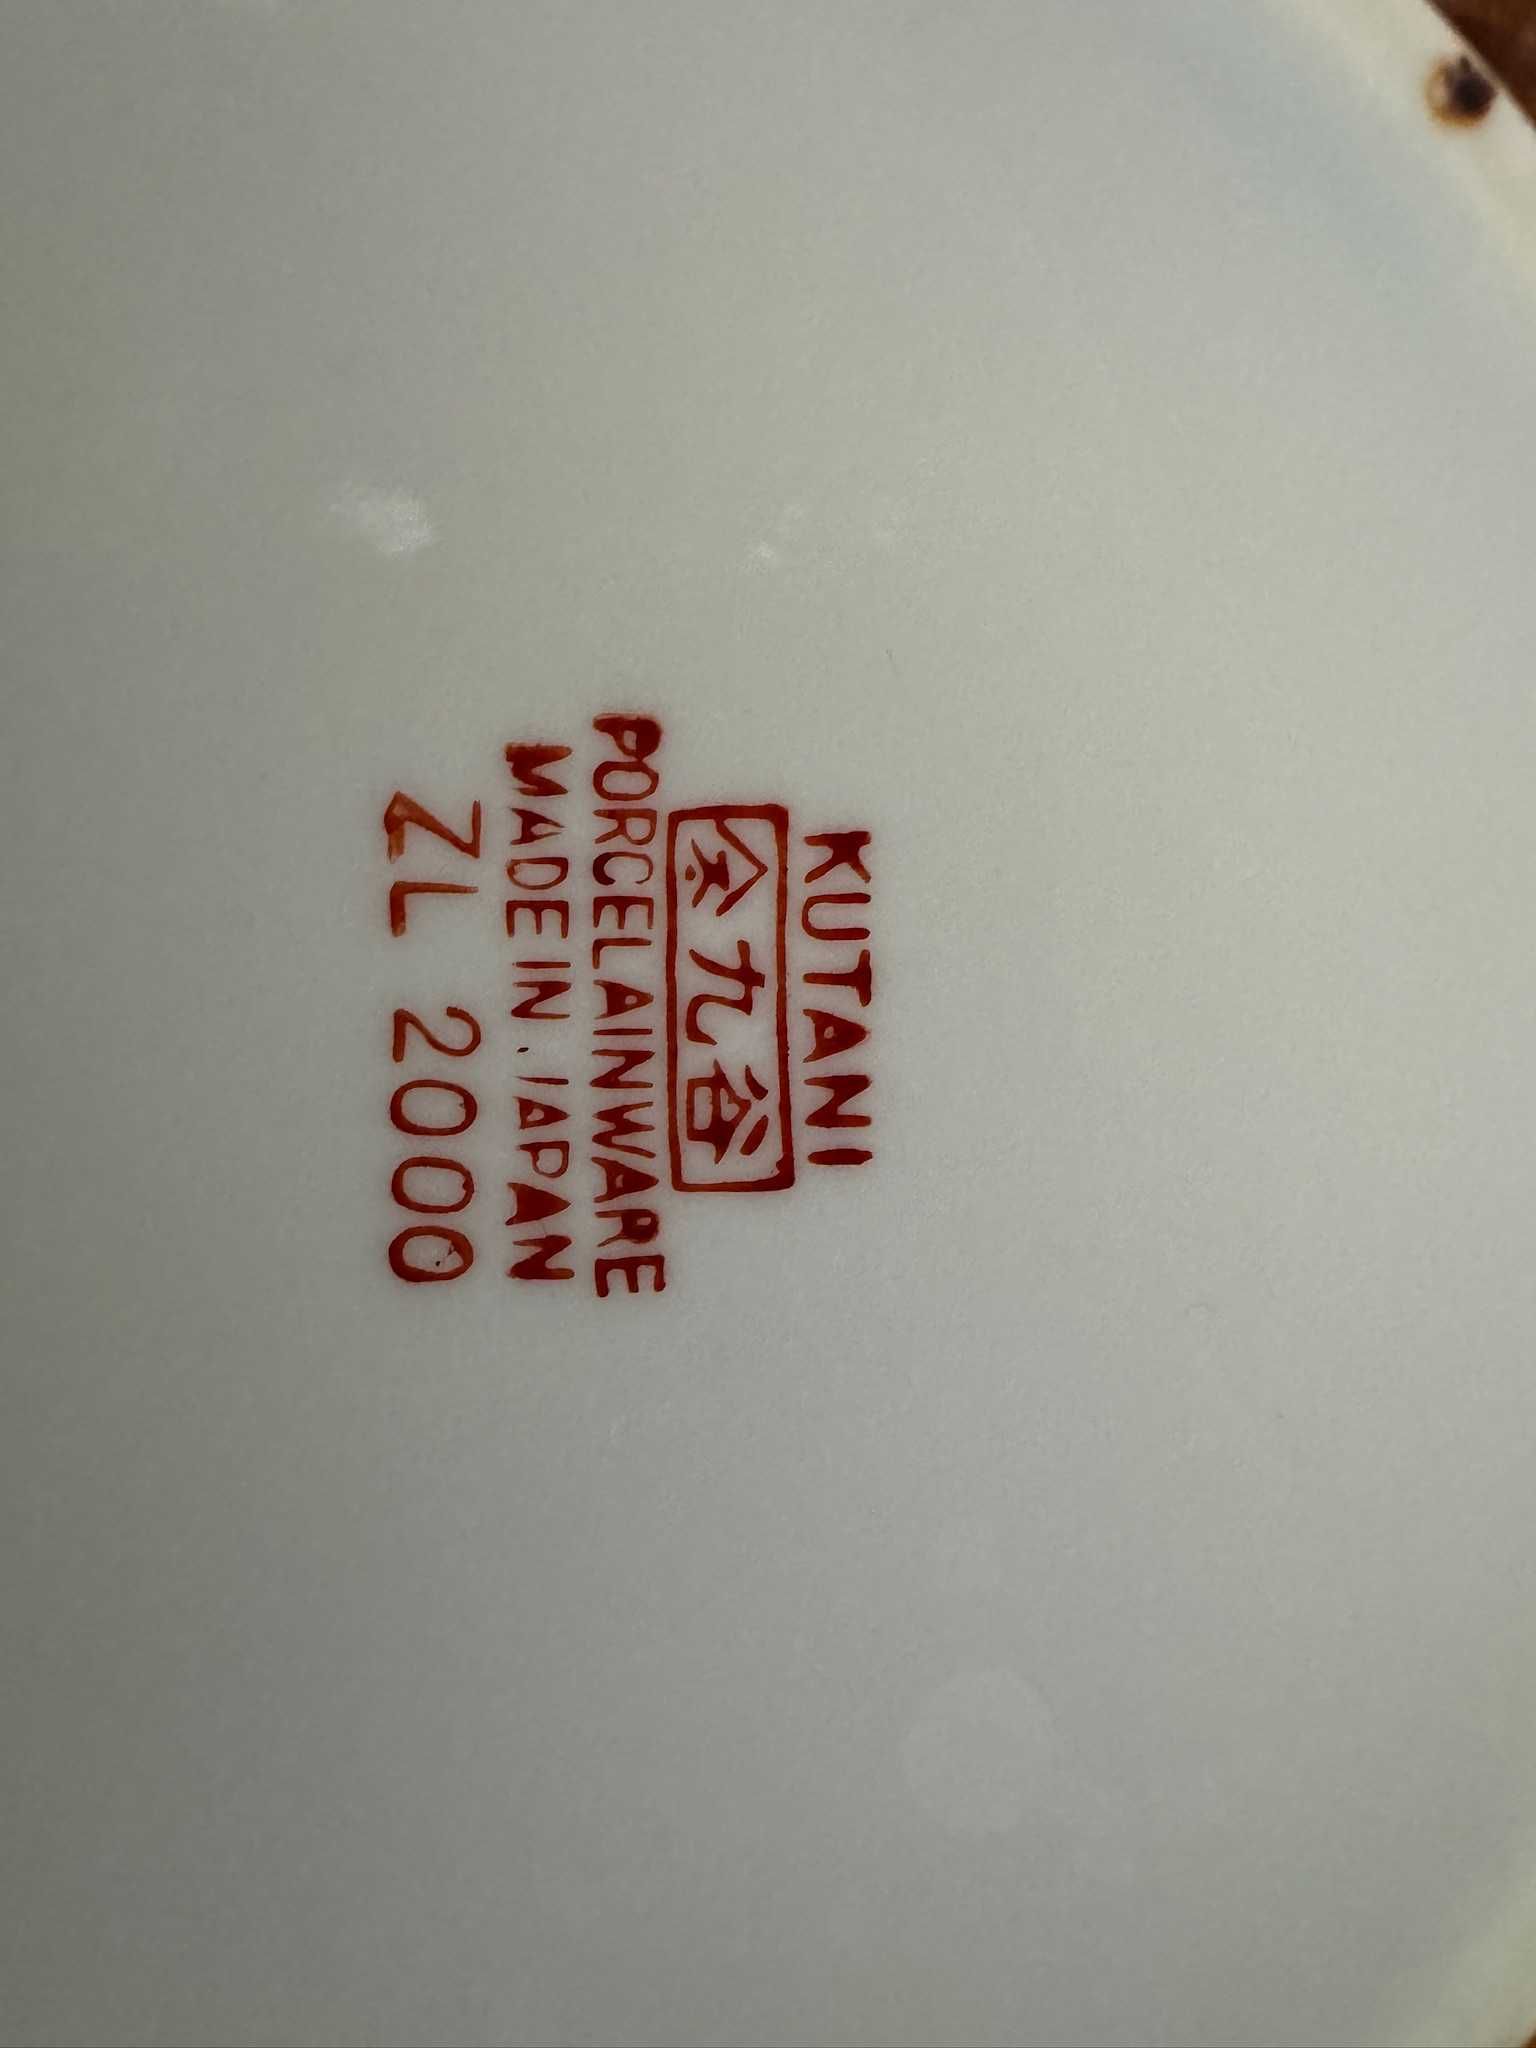 KUTANI
九谷
PORCELAINWARE
MADE IN JAPAN
ZL 2000